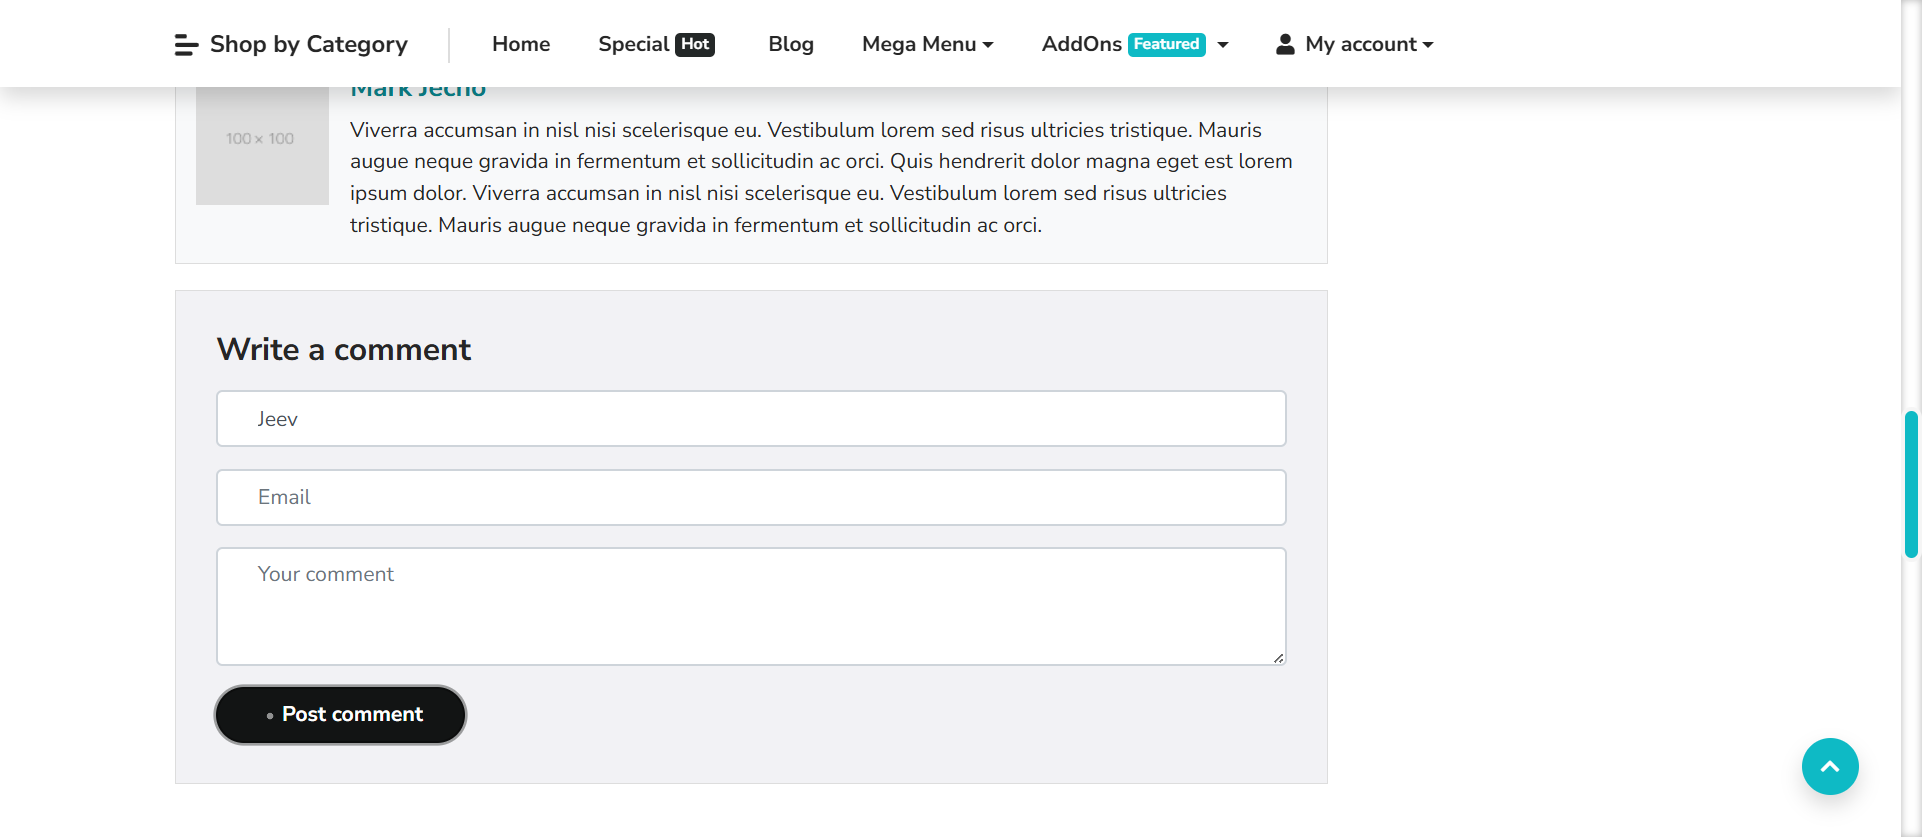 Shop by Category
Home
Special Hot
Blog
Mega Menu
AddOns Featured
My account
Mark Jecno
100 × 100
Viverra accumsan in nisl nisi scelerisque eu. Vestibulum lorem sed risus ultricies tristique. Mauris
augue neque gravida in fermentum et sollicitudin ac orci. Quis hendrerit dolor magna eget est lorem
ipsum dolor. Viverra accumsan in nisl nisi scelerisque eu. Vestibulum lorem sed risus ultricies
tristique. Mauris augue neque gravida in fermentum et sollicitudin ac orci.
Write a comment
Jeev
Email
Your comment
Post comment